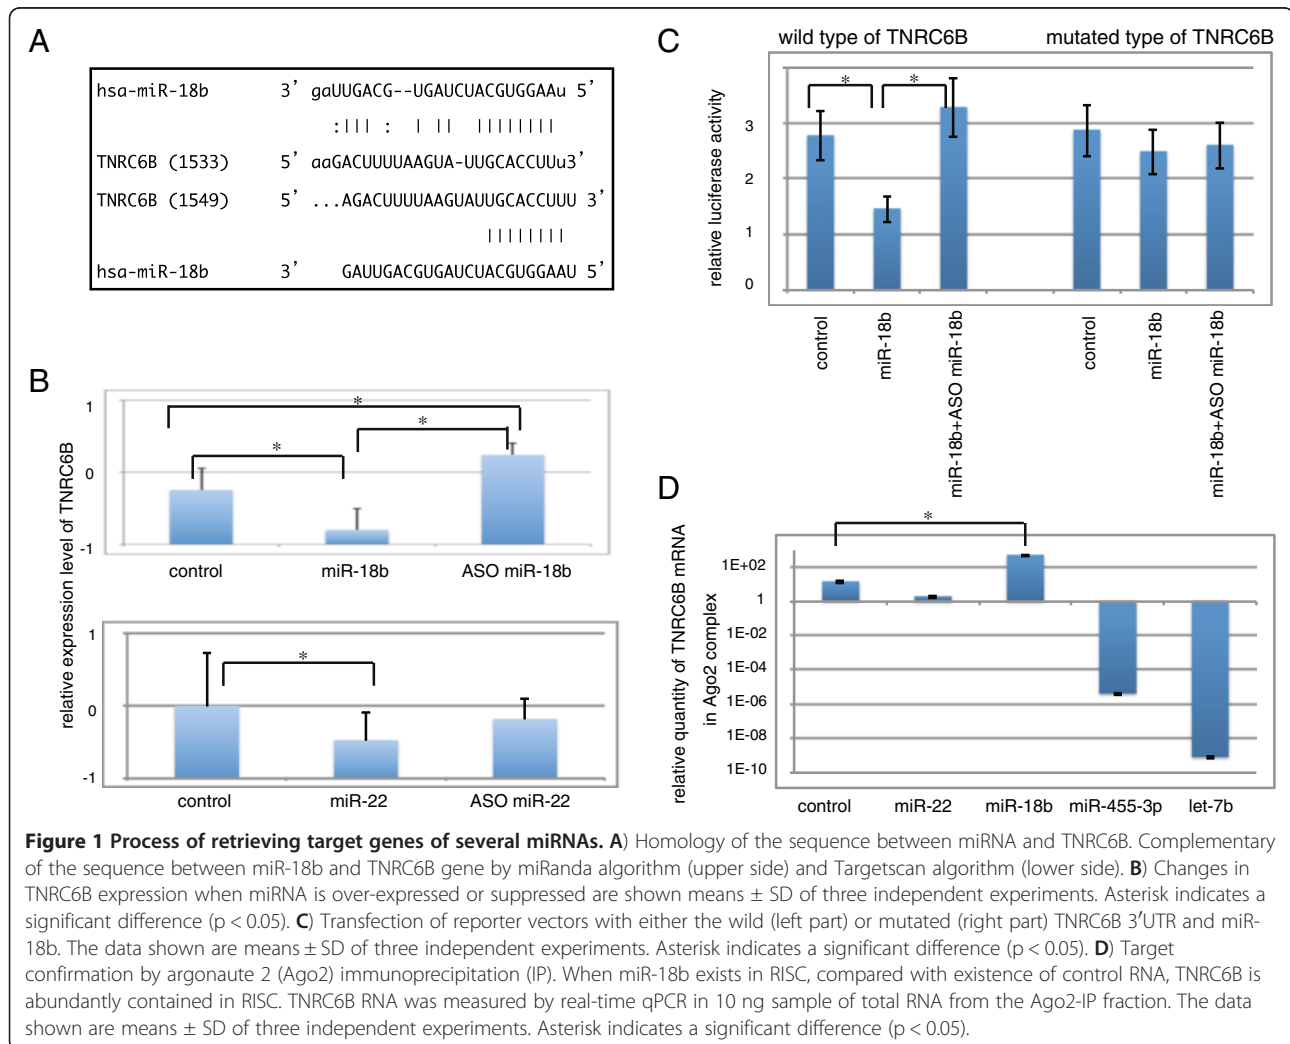 A
hsa-miR-18b 3’ gaUUGACG--UGAUCUACGUGGAAu 5’
:||| : | || ||||||||
TNRC6B (1533) 5’ aaGACUUUUAAGUA-UUGCACCUUu3’
TNRC6B (1549) 5’ ...AGACUUUUAAGUAUUGCACCUUU 3’
||||||||
hsa-miR-18b 3’ GAUUGACGUGAUCUACGUGGAAU 5’
B
relative expression level of TNRC6B
1
0
-1
*
*
*
control miR-18b ASO miR-18b
1
0
-1
*
control miR-22 ASO miR-22
C
wild type of TNRC6B mutated type of TNRC6B
relative luciferase activity
3
2
1
0
* *
control
miR-18b
miR-18b+ASO miR-18b
control
miR-18b
miR-18b+ASO miR-18b
D
relative quantity of TNRC6B mRNA
in Ago2 complex
*
1E+02
1
1E-02
1E-04
1E-06
1E-08
1E-10
control miR-22 miR-18b miR-455-3p let-7b
Figure 1 Process of retrieving target genes of several miRNAs. A) Homology of the sequence between miRNA and TNRC6B. Complementary
of the sequence between miR-18b and TNRC6B gene by miRanda algorithm (upper side) and Targetscan algorithm (lower side). B) Changes in
TNRC6B expression when miRNA is over-expressed or suppressed are shown means ± SD of three independent experiments. Asterisk indicates a
significant difference (p < 0.05). C) Transfection of reporter vectors with either the wild (left part) or mutated (right part) TNRC6B 3′UTR and miR-
18b. The data shown are means ± SD of three independent experiments. Asterisk indicates a significant difference (p < 0.05). D) Target
confirmation by argonaute 2 (Ago2) immunoprecipitation (IP). When miR-18b exists in RISC, compared with existence of control RNA, TNRC6B is
abundantly contained in RISC. TNRC6B RNA was measured by real-time qPCR in 10 ng sample of total RNA from the Ago2-IP fraction. The data
shown are means ± SD of three independent experiments. Asterisk indicates a significant difference (p < 0.05).